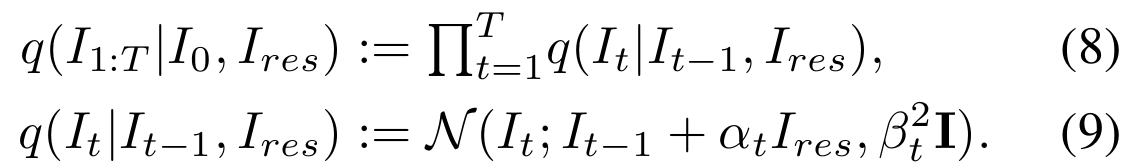 q(I_{1:T}|I_0, I_{res}) := ∏_{t=1}^{T} q(I_t|I_{t−1}, I_{res}), (8)
q(I_t|I_{t−1}, I_{res}) := 𝒩(I_t; I_{t−1} + α_t I_{res}, β_t^2 𝐈). (9)